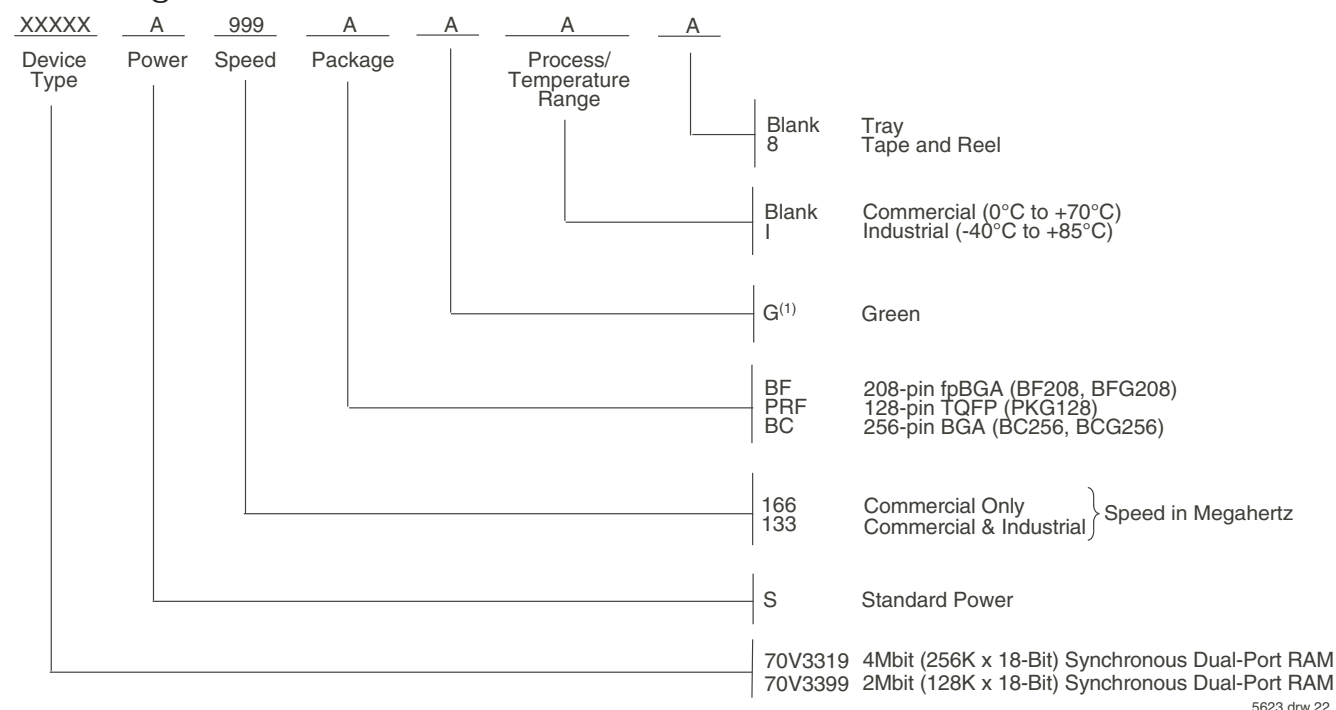 XXXXX A 999 A A A A
Device Type Power Speed Package Process/ Temperature Range
Blank Tray
8 Tape and Reel
Blank Commercial (0°C to +70°C)
I Industrial (-40°C to +85°C)
G(1) Green
BF 208-pin fpBGA (BF208, BFG208)
PRF 128-pin TQFP (PKG128)
BC 256-pin BGA (BC256, BCG256)
166 Commercial Only
133 Commercial & Industrial
Speed in Megahertz
S Standard Power
70V3319 4Mbit (256K x 18-Bit) Synchronous Dual-Port RAM
70V3399 2Mbit (128K x 18-Bit) Synchronous Dual-Port RAM
5623 drw 22